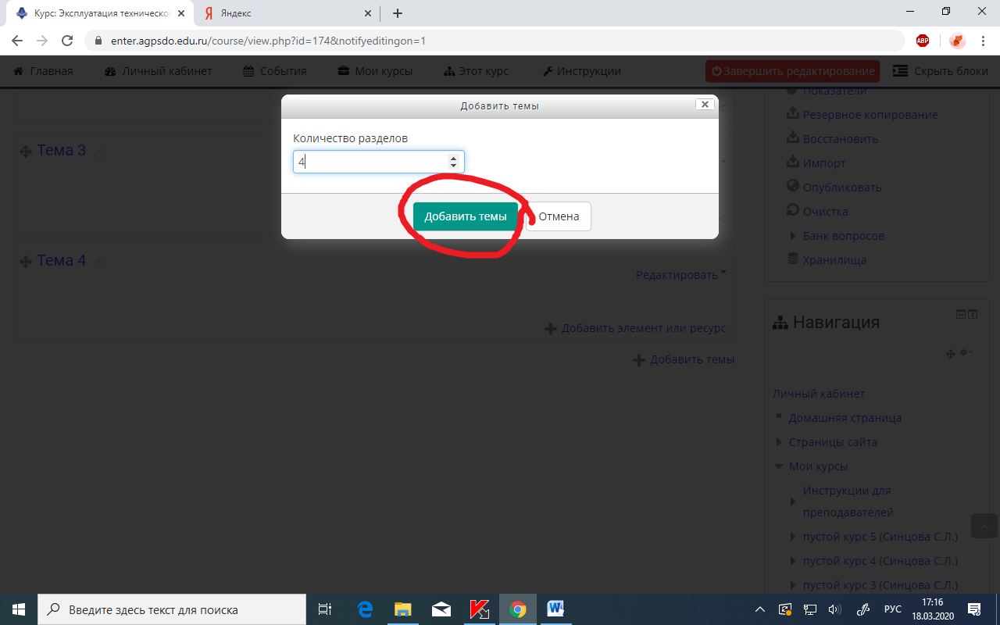 Курс: Эксплуатация техническог
Яндекс
enter.agpsdo.edu.ru/course/view.php?id=174&notifyeditingon=1
ABP
Главная Личный кабинет События Мои курсы Этот курс Инструкции Завершить редактирование Скрыть блоки
Добавить темы
Количество разделов
4
Добавить темы Отмена
Тема 3
Тема 4
Редактировать
Добавить элемент или ресурс
Добавить темы
Показатели
Резервное копирование
Восстановить
Импорт
Опубликовать
Очистка
Банк вопросов
Хранилища
Навигация
Личный кабинет
Домашняя страница
Страницы сайта
Мои курсы
Инструкции для
преподавателей
пустой курс 5 (Синцова С.Л.)
пустой курс 4 (Синцова С.Л.)
пустой курс 3 (Синцова С.Л.)
Введите здесь текст для поиска
РУС
17:16
18.03.2020